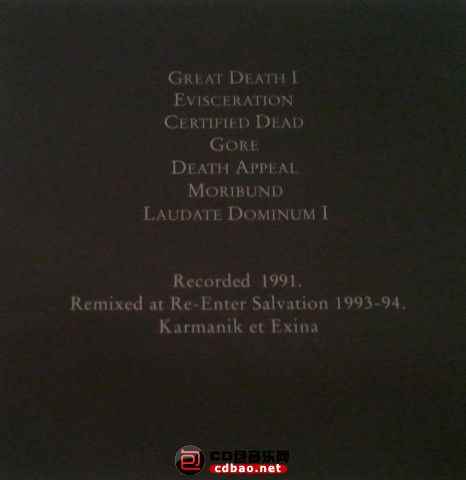 Great Death I
Evisceration
Certified Dead
Gore
Death Appeal
Moribund
Laudate Dominum I
Recorded 1991.
Remixed at Re-Enter Salvation 1993-94.
Karmanik et Exina
CD包音乐网
cdbao.net